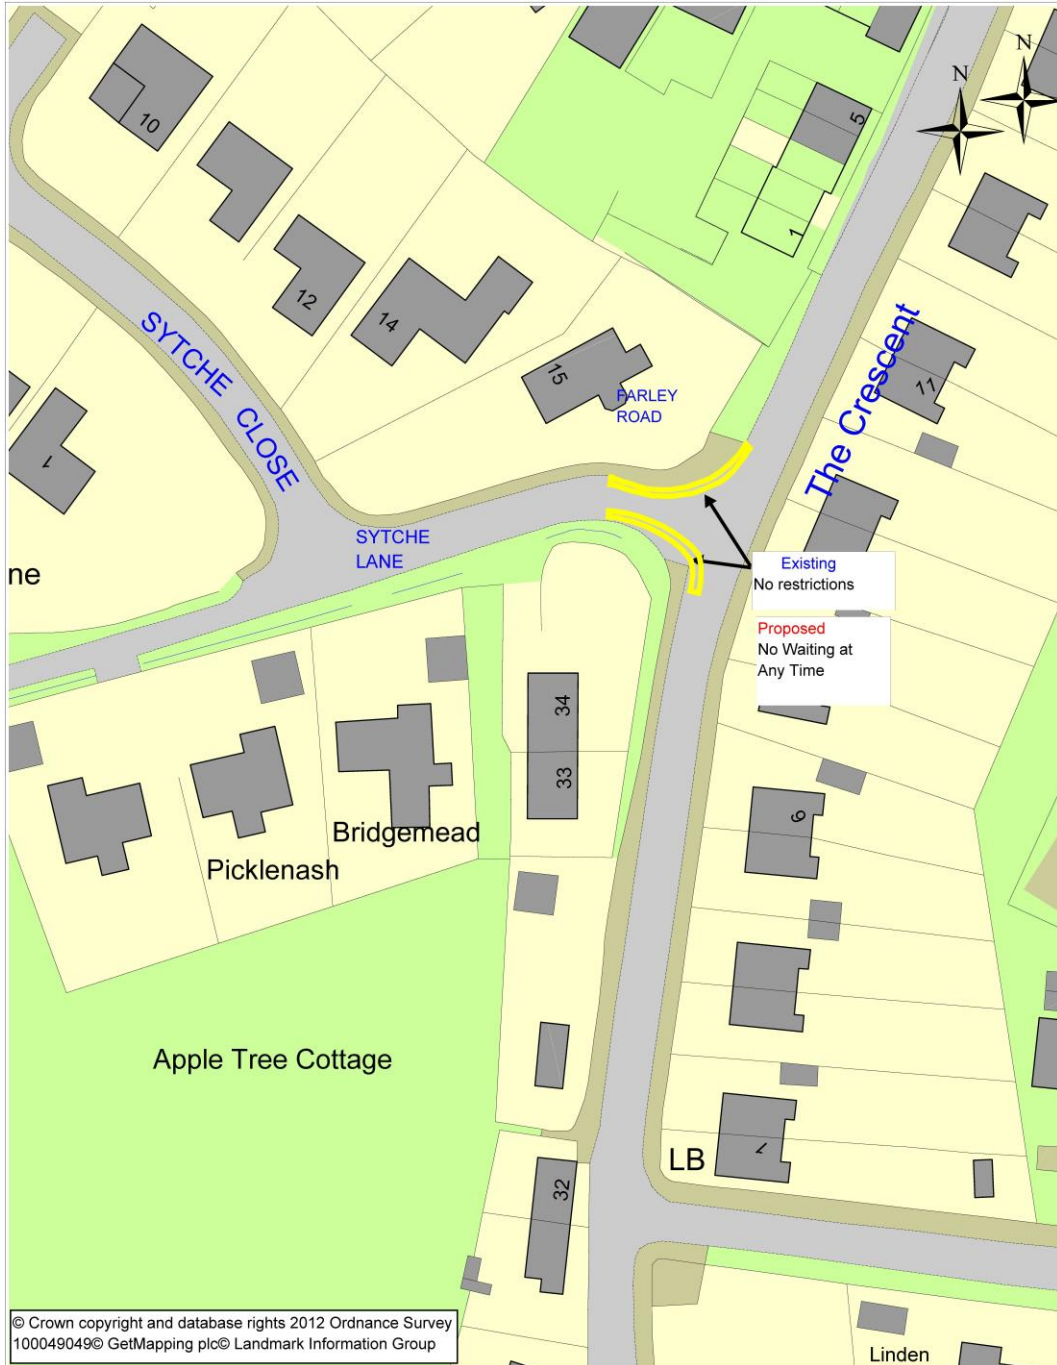 N
N
10
5
1
12
14
SYTCHE CLOSE
15
FARLEY
ROAD
The Crescent
11
1
SYTCHE
LANE
Existing
No restrictions
ne
Proposed
No Waiting at
Any Time
34
33
9
Bridgemead
Picklenash
Apple Tree Cottage
LB
1
32
© Crown copyright and database rights 2012 Ordnance Survey
100049049© GetMapping plc© Landmark Information Group
Linden